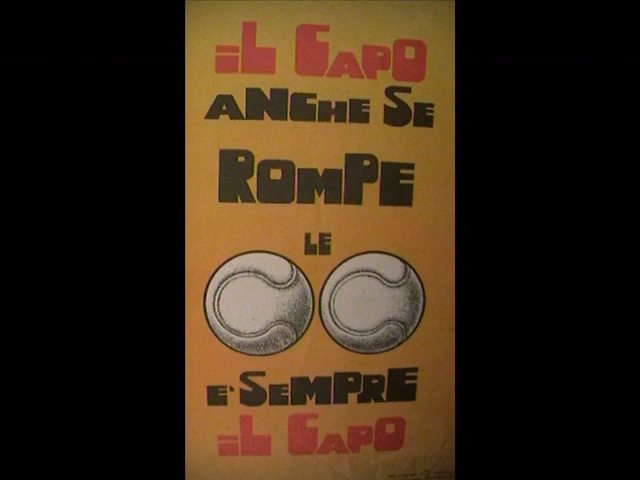 iL CAPO
ANCHE SE
ROMPE
LE
E' SEMPRE
iL CAPO